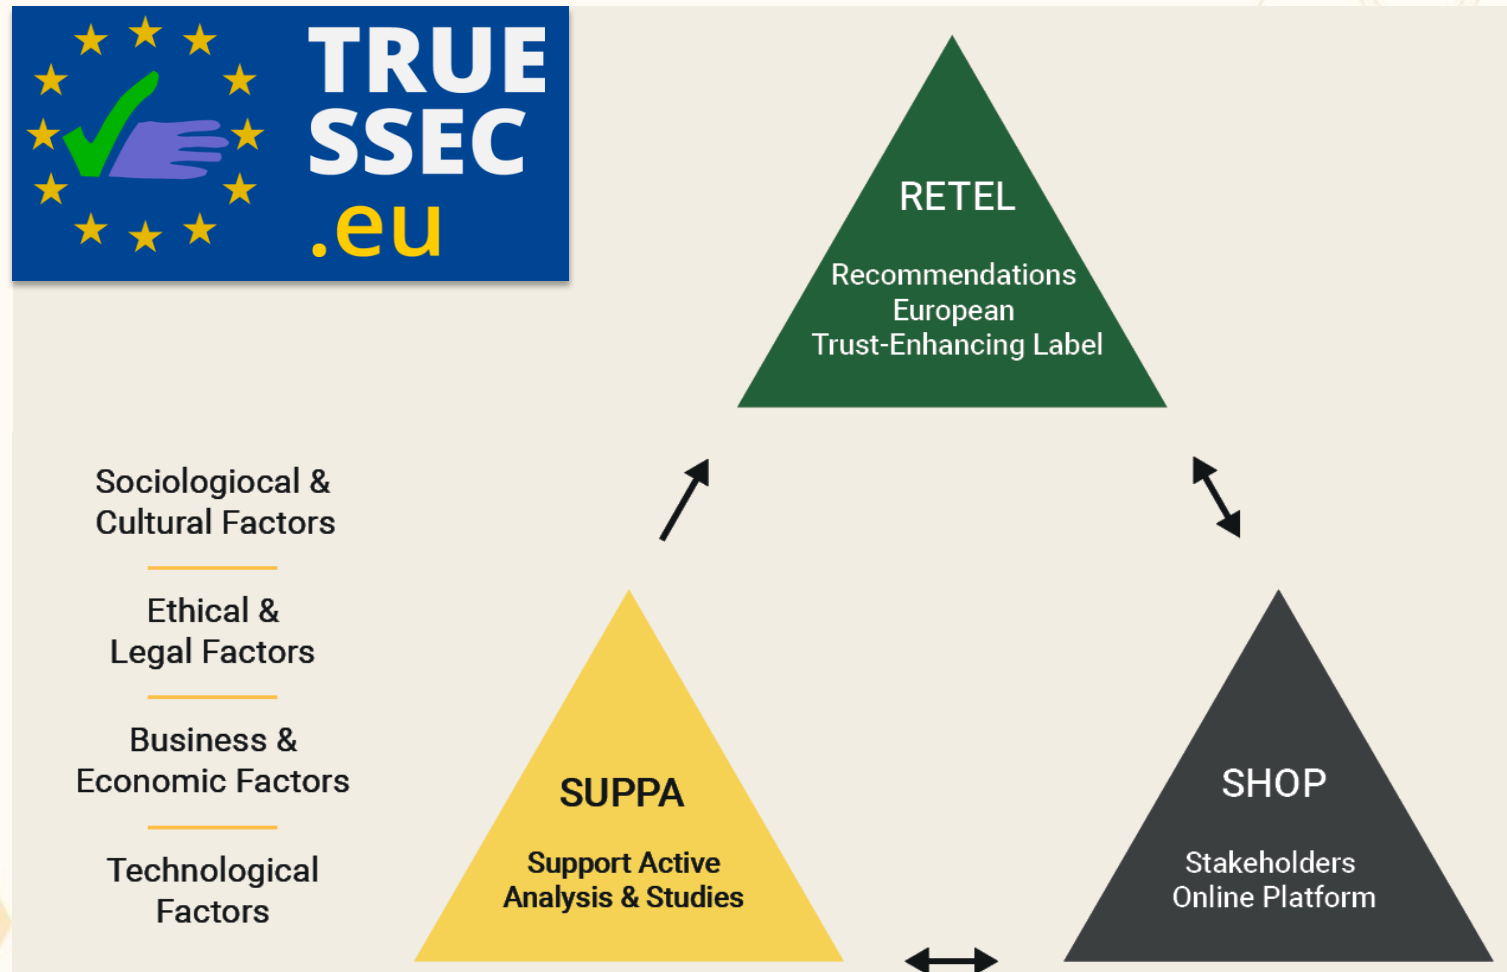 TRUE
SSEC
.eu
RETEL
Recommendations
European
Trust-Enhancing Label
Sociologiocal &
Cultural Factors
Ethical &
Legal Factors
Business &
Economic Factors
Technological
Factors
SUPPA
Support Active
Analysis & Studies
SHOP
Stakeholders
Online Platform